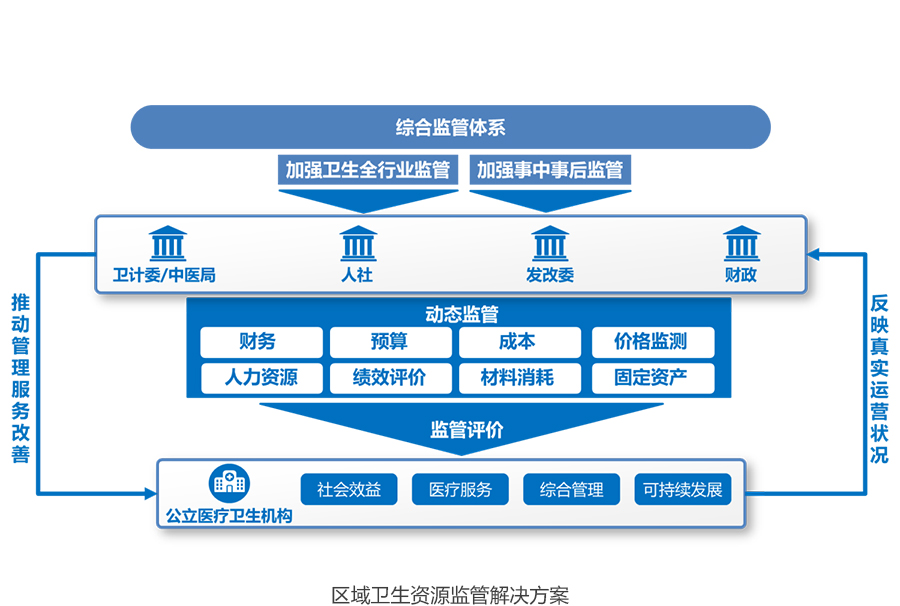 综合监管体系
加强卫生全行业监管
加强事中事后监管
卫计委/中医局
人社
发改委
财政
推动管理服务改善
反映真实运营状况
动态监管
财务
预算
成本
价格监测
人力资源
绩效评价
材料消耗
固定资产
监管评价
公立医疗卫生机构
社会效益
医疗服务
综合管理
可持续发展
区域卫生资源监管解决方案